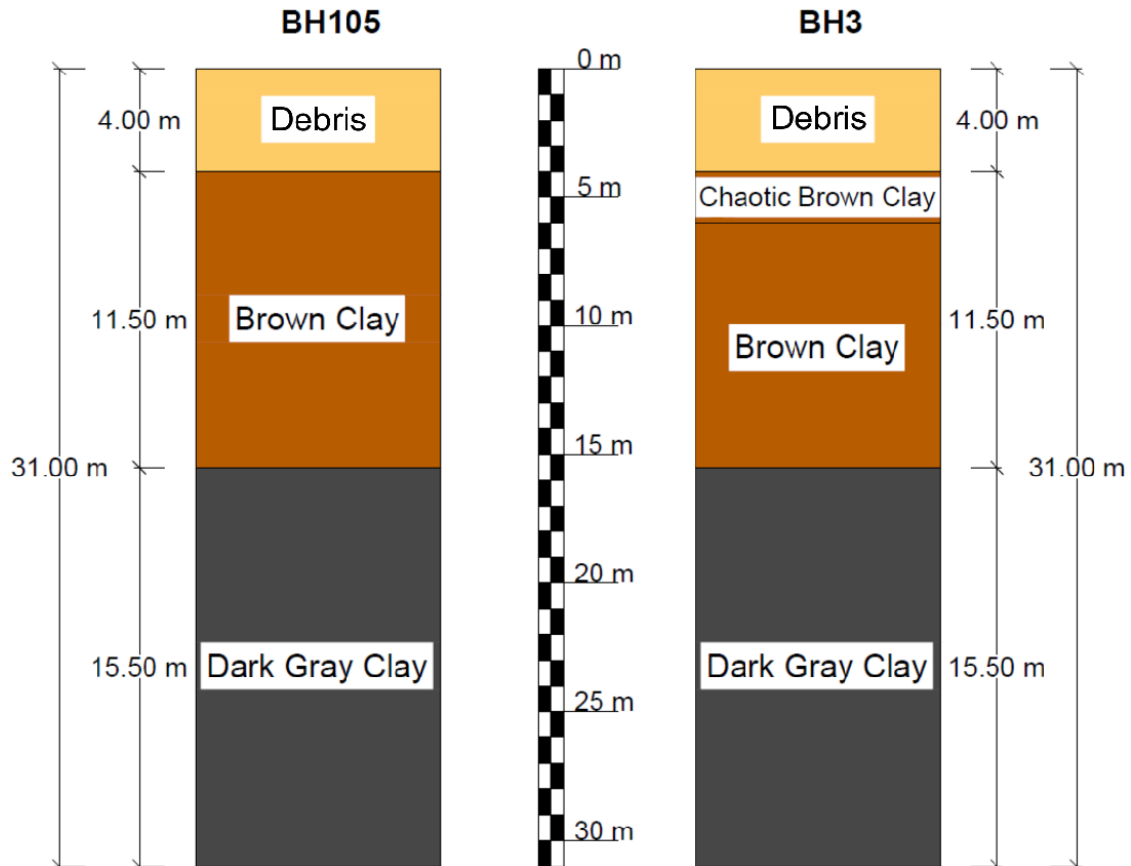 BH105
BH3
0 m
4.00 m
Debris
Debris
4.00 m
5 m
Chaotic Brown Clay
11.50 m
Brown Clay
10 m
Brown Clay
11.50 m
15 m
31.00 m
31.00 m
20 m
15.50 m
Dark Gray Clay
Dark Gray Clay
15.50 m
25 m
30 m